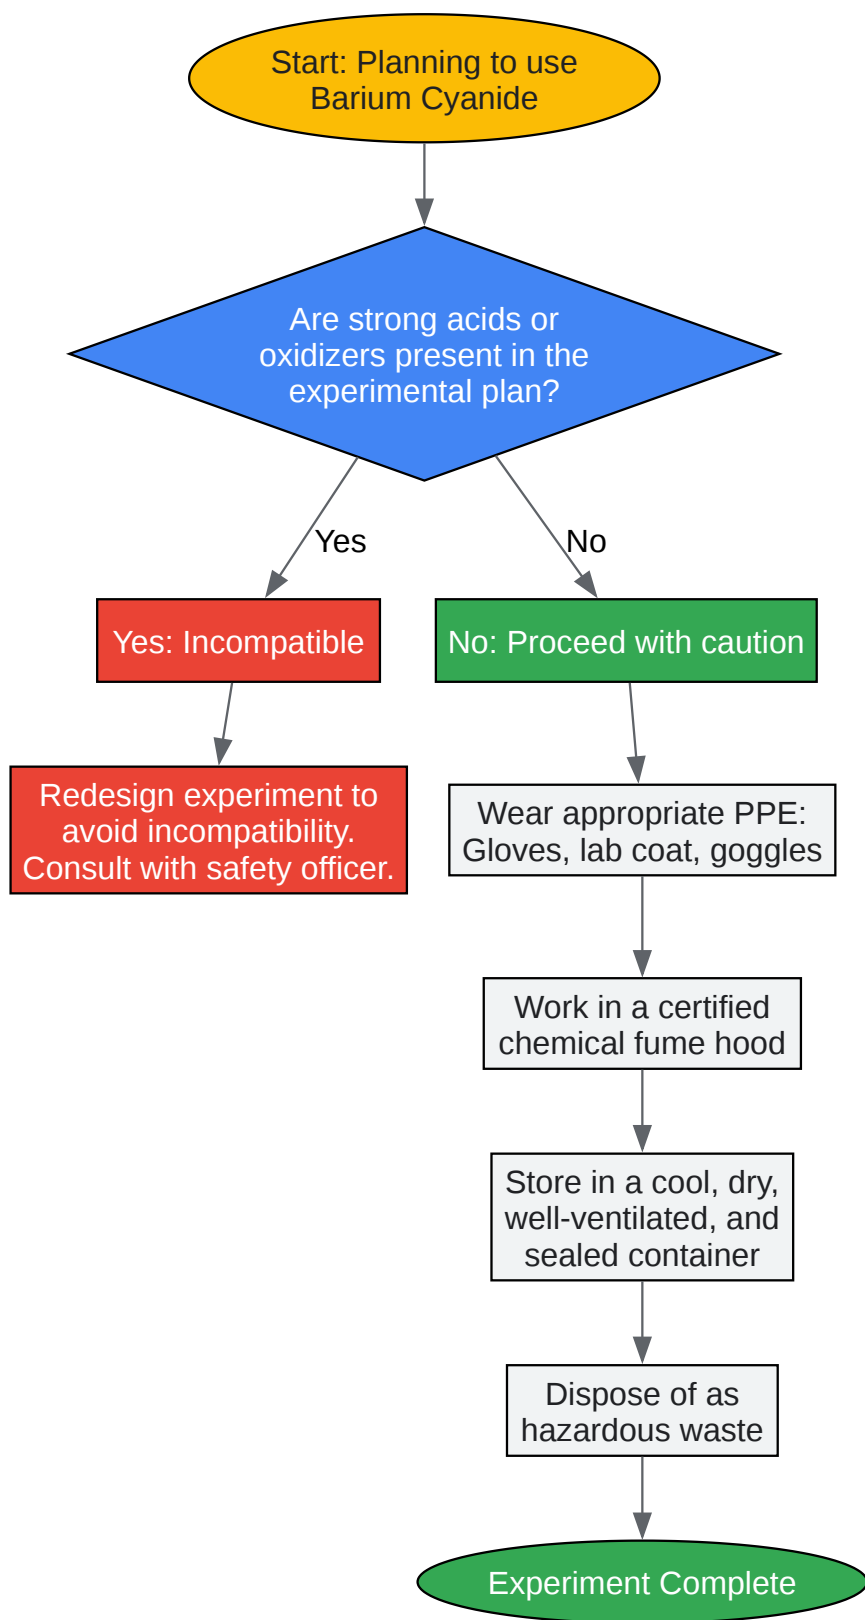 Start: Planning to use
Barium Cyanide
Are strong acids or
oxidizers present in the
experimental plan?
Yes
No
Yes: Incompatible
No: Proceed with caution
Redesign experiment to
avoid incompatibility.
Consult with safety officer.
Wear appropriate PPE:
Gloves, lab coat, goggles
Work in a certified
chemical fume hood
Store in a cool, dry,
well-ventilated, and
sealed container
Dispose of as
hazardous waste
Experiment Complete